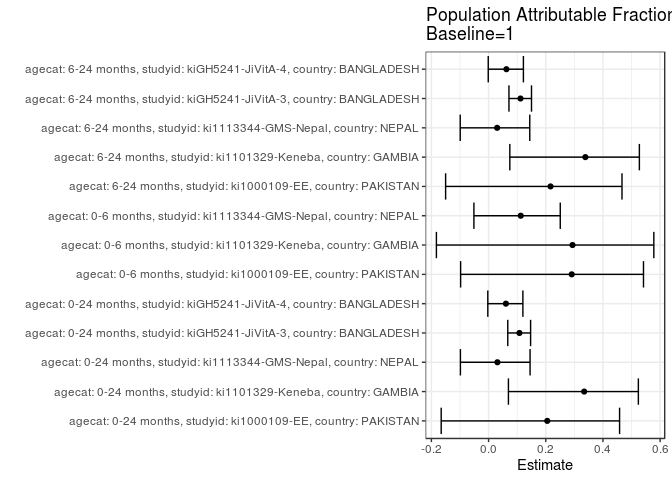 Population Attributable Fraction
Baseline=1
agecat: 6-24 months, studyid: kiGH5241-JiVitA-4, country: BANGLADESH
agecat: 6-24 months, studyid: kiGH5241-JiVitA-3, country: BANGLADESH
agecat: 6-24 months, studyid: ki1113344-GMS-Nepal, country: NEPAL
agecat: 6-24 months, studyid: ki1101329-Keneba, country: GAMBIA
agecat: 6-24 months, studyid: ki1000109-EE, country: PAKISTAN
agecat: 0-6 months, studyid: ki1113344-GMS-Nepal, country: NEPAL
agecat: 0-6 months, studyid: ki1101329-Keneba, country: GAMBIA
agecat: 0-6 months, studyid: ki1000109-EE, country: PAKISTAN
agecat: 0-24 months, studyid: kiGH5241-JiVitA-4, country: BANGLADESH
agecat: 0-24 months, studyid: kiGH5241-JiVitA-3, country: BANGLADESH
agecat: 0-24 months, studyid: ki1113344-GMS-Nepal, country: NEPAL
agecat: 0-24 months, studyid: ki1101329-Keneba, country: GAMBIA
agecat: 0-24 months, studyid: ki1000109-EE, country: PAKISTAN
-0.2 0.0 0.2 0.4 0.6
Estimate